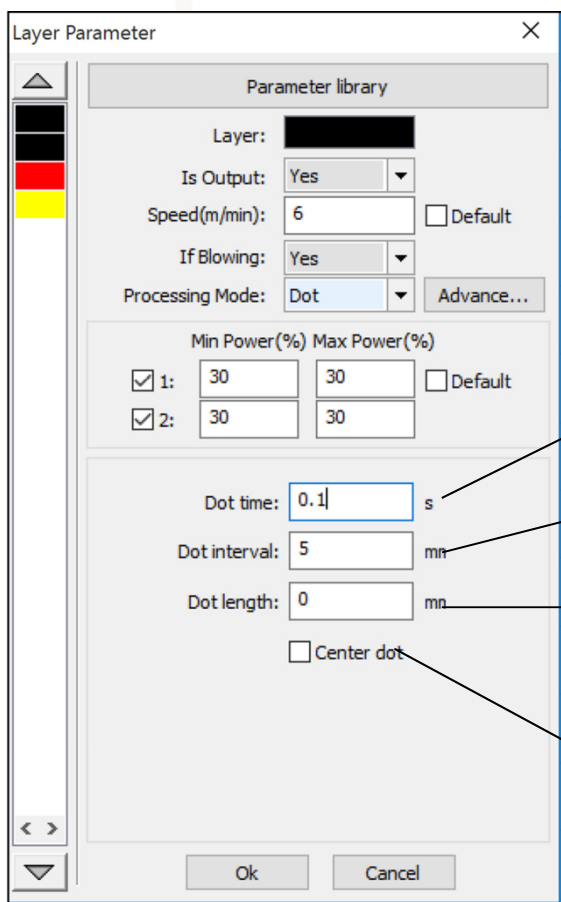 Layer Parameter
Parameter library
Layer:
Is Output: Yes
Speed(m/min): 6 Default
If Blowing: Yes
Processing Mode: Dot Advance...
Min Power(%) Max Power(%)
1: 30 30 Default
2: 30 30
Dot time: 0.1 s
Dot interval: 5 mm
Dot length: 0 mm
Center dot
Ok Cancel